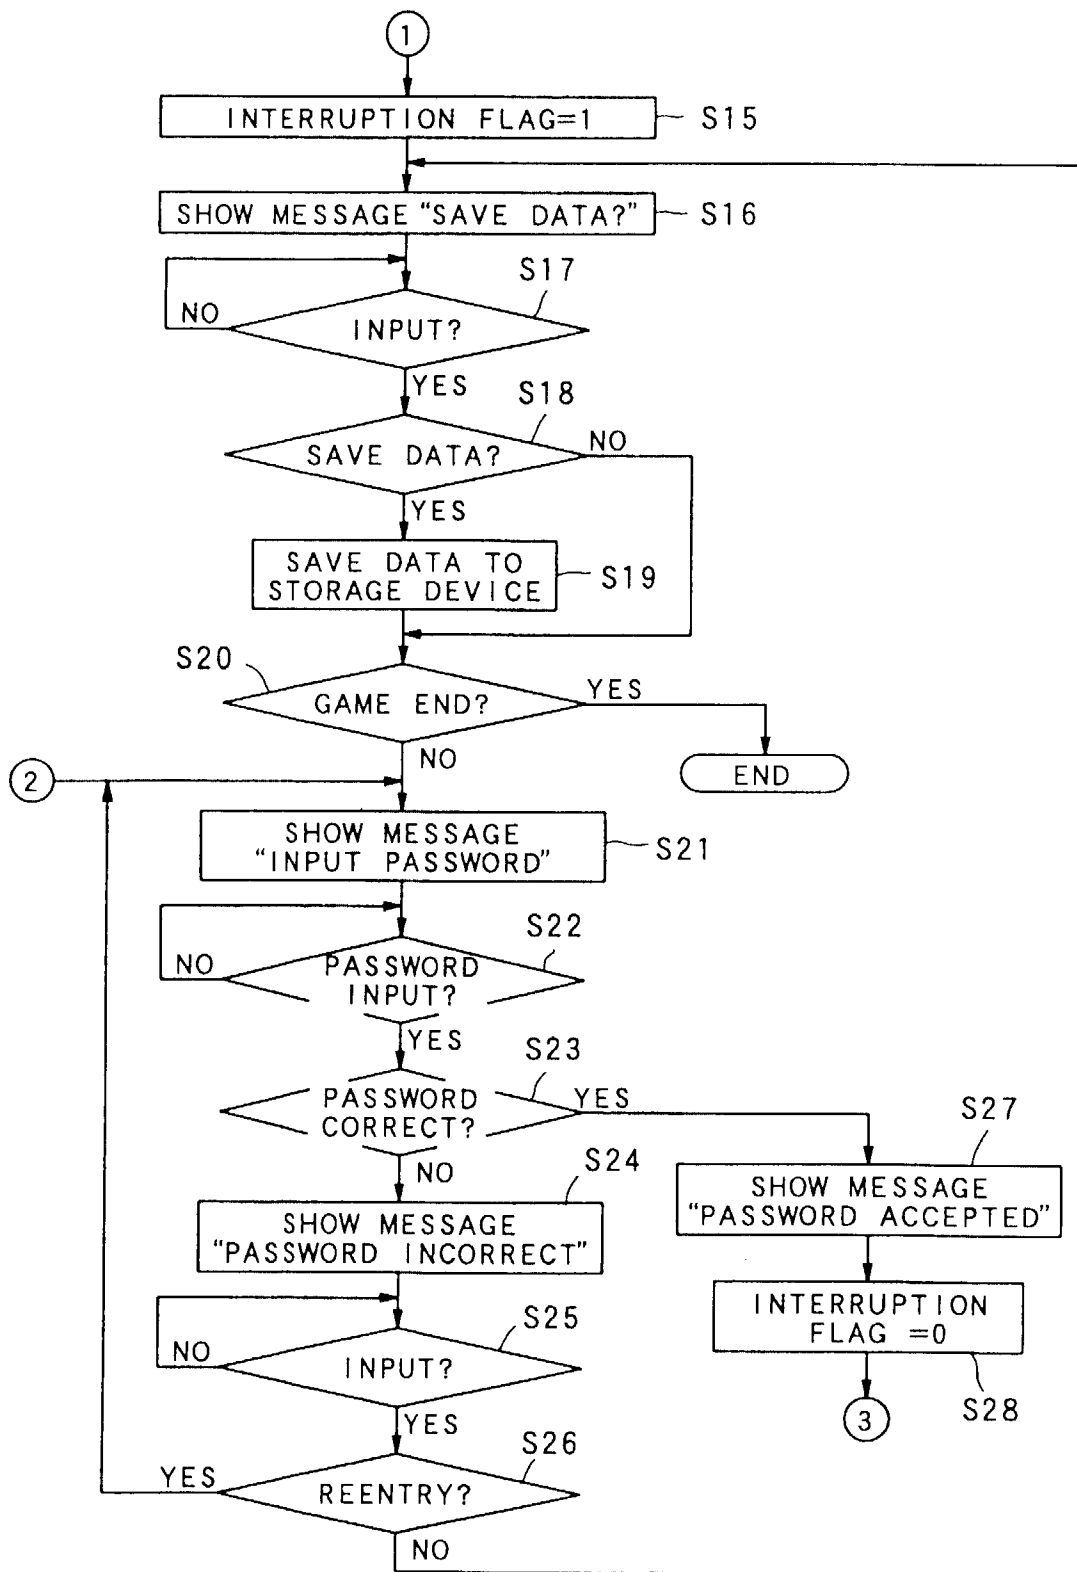 1
INTERRUPTION FLAG=1
S15
SHOW MESSAGE "SAVE DATA?"
S16
S17
NO
INPUT?
YES
S18
SAVE DATA?
NO
YES
SAVE DATA TO
STORAGE DEVICE
S19
S20
GAME END?
YES
NO
END
2
SHOW MESSAGE
"INPUT PASSWORD"
S21
S22
NO
PASSWORD
INPUT?
YES
S23
PASSWORD
CORRECT?
YES
NO
S24
SHOW MESSAGE
"PASSWORD INCORRECT"
S27
SHOW MESSAGE
"PASSWORD ACCEPTED"
S25
NO
INPUT?
YES
INTERRUPTION
FLAG =0
S28
3
S26
YES
REENTRY?
NO